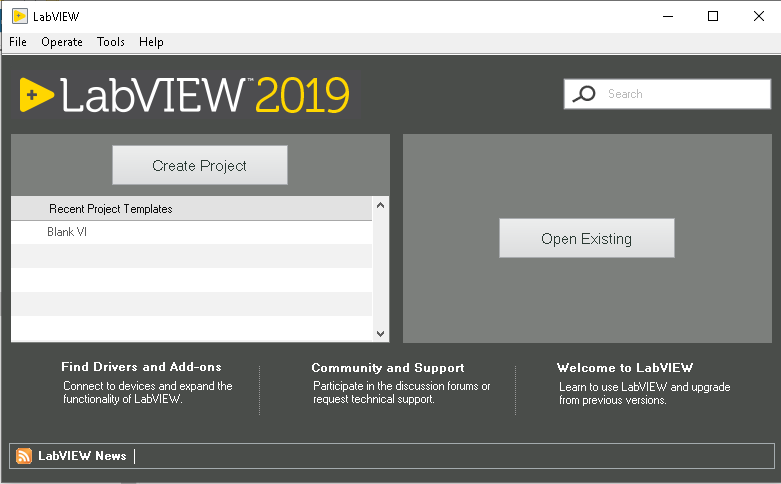 LabVIEW
File Operate Tools Help
LabVIEW™ 2019
Search
Create Project
Recent Project Templates
Blank VI
Open Existing
Find Drivers and Add-ons
Connect to devices and expand the
functionality of LabVIEW.
Community and Support
Participate in the discussion forums or
request technical support.
Welcome to LabVIEW
Learn to use LabVIEW and upgrade
from previous versions.
LabVIEW News